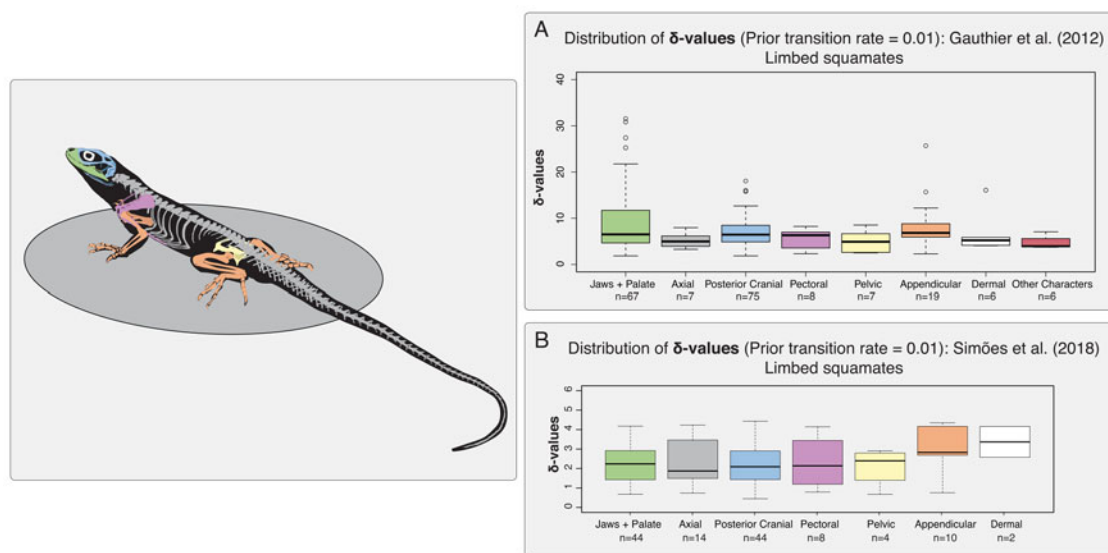 A
Distribution of δ-values (Prior transition rate = 0.01): Gauthier et al. (2012)
Limbed squamates
δ-values
40
30
20
10
0
Jaws + Palate Axial Posterior Cranial Pectoral Pelvic Appendicular Dermal Other Characters
n=67 n=7 n=75 n=8 n=7 n=19 n=6 n=6
B
Distribution of δ-values (Prior transition rate = 0.01): Simões et al. (2018)
Limbed squamates
δ-values
6
5
4
3
2
1
0
Jaws + Palate Axial Posterior Cranial Pectoral Pelvic Appendicular Dermal
n=44 n=14 n=44 n=8 n=4 n=10 n=2